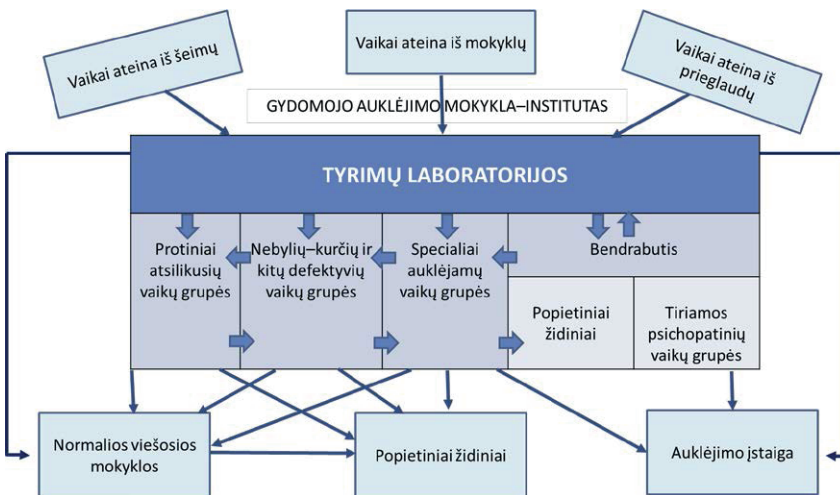 Vaikai ateina iš šeimų
Vaikai ateina iš mokyklų
Vaikai ateina iš
prieglaudų
GYDOMOJO AUKLĖJIMO MOKYKLA–INSTITUTAS
TYRIMŲ LABORATORIJOS
Protiniai
atsilikusių
vaikų grupės
Nebylių–kurčių ir
kitų defektyvių
vaikų grupės
Specialiai
auklėjamų
vaikų grupės
Bendrabutis
Popietiniai
židiniai
Tiriamos
psichopatinių
vaikų grupės
Normalios viešosios
mokyklos
Popietiniai židiniai
Auklėjimo įstaiga